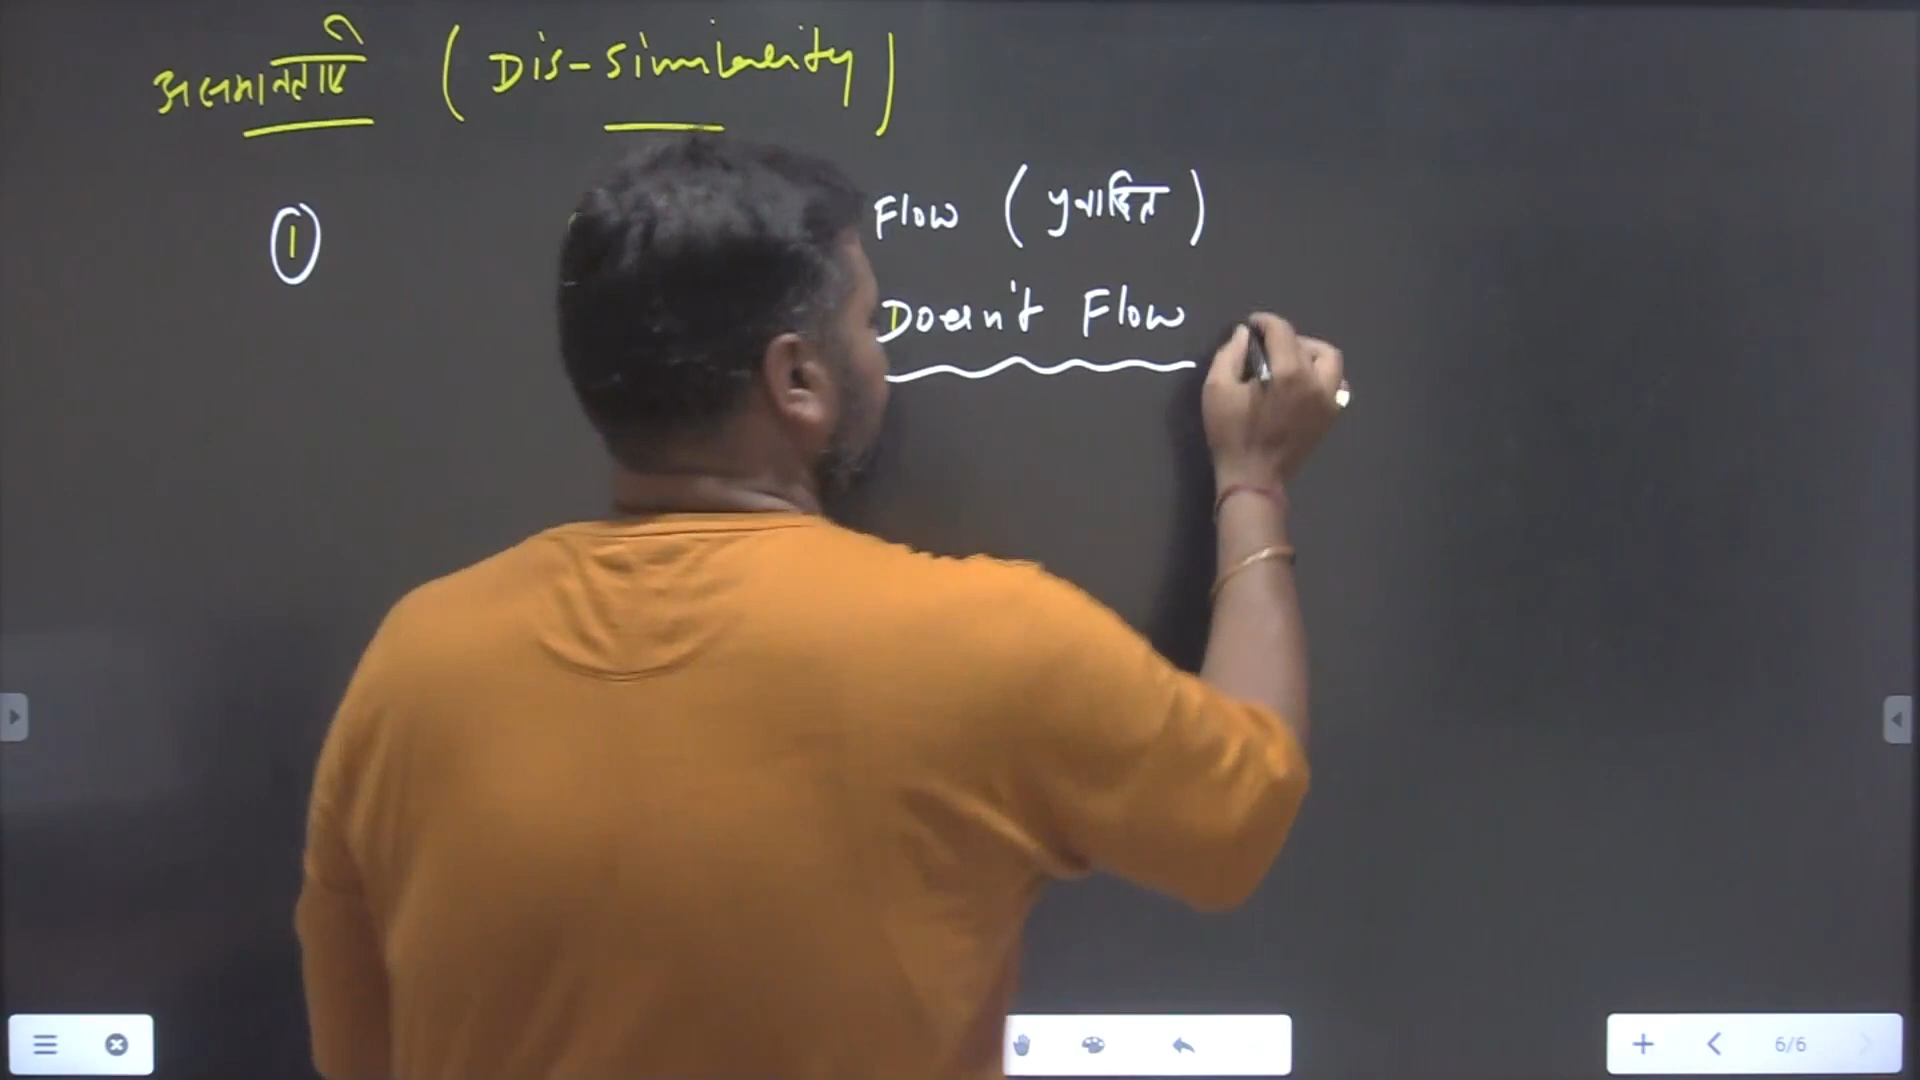 असमानताएँ (Dis-similarity)
① Flow (प्रवाहित)
Doesn't Flow
6/6